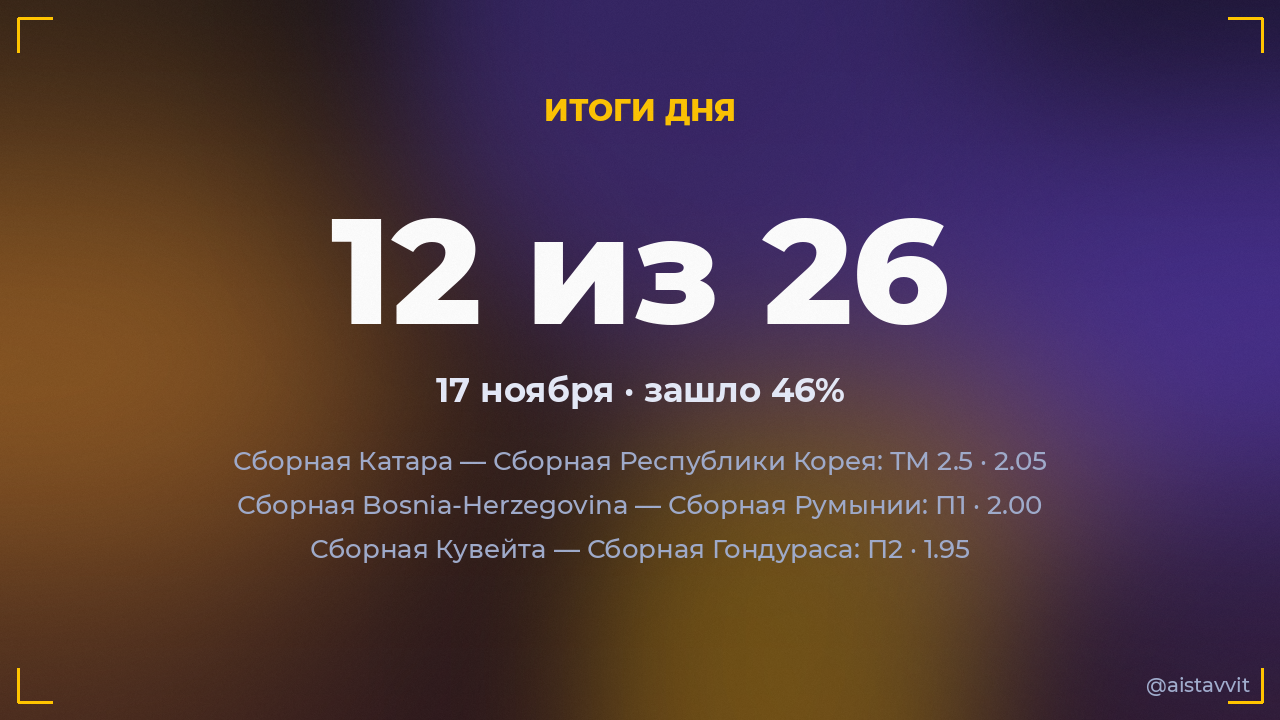 ИТОГИ ДНЯ
12 из 26
17 ноября · зашло 46%
Сборная Катара — Сборная Республики Корея: ТМ 2.5 · 2.05
Сборная Bosnia-Herzegovina — Сборная Румынии: П1 · 2.00
Сборная Кувейта — Сборная Гондураса: П2 · 1.95
@aistavvit